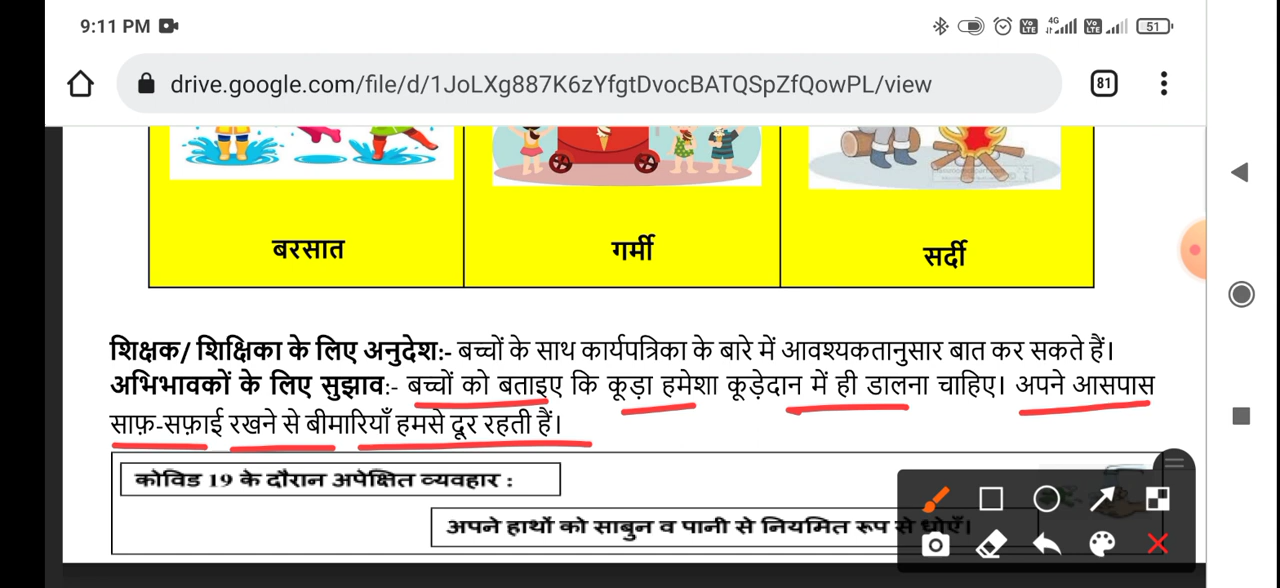 9:11 PM
4G
51
drive.google.com/file/d/1JoLXg887K6zYfgtDvocBATQSpZfQowPL/view
81
बरसात
गर्मी
सर्दी
शिक्षक/ शिक्षिका के लिए अनुदेश:- बच्चों के साथ कार्यपत्रिका के बारे में आवश्यकतानुसार बात कर सकते हैं।
अभिभावकों के लिए सुझाव:- बच्चों को बताइए कि कूड़ा हमेशा कूड़ेदान में ही डालना चाहिए। अपने आसपास
साफ़-सफ़ाई रखने से बीमारियाँ हमसे दूर रहती हैं।
कोविड 19 के दौरान अपेक्षित व्यवहार :
अपने हाथों को साबुन व पानी से नियमित रूप से धोएँ।